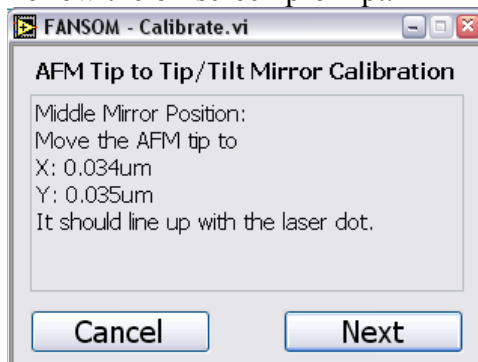 FANSOM - Calibrate.vi
AFM Tip to Tip/Tilt Mirror Calibration
Middle Mirror Position:
Move the AFM tip to
X: 0.034um
Y: 0.035um
It should line up with the laser dot.
Cancel
Next